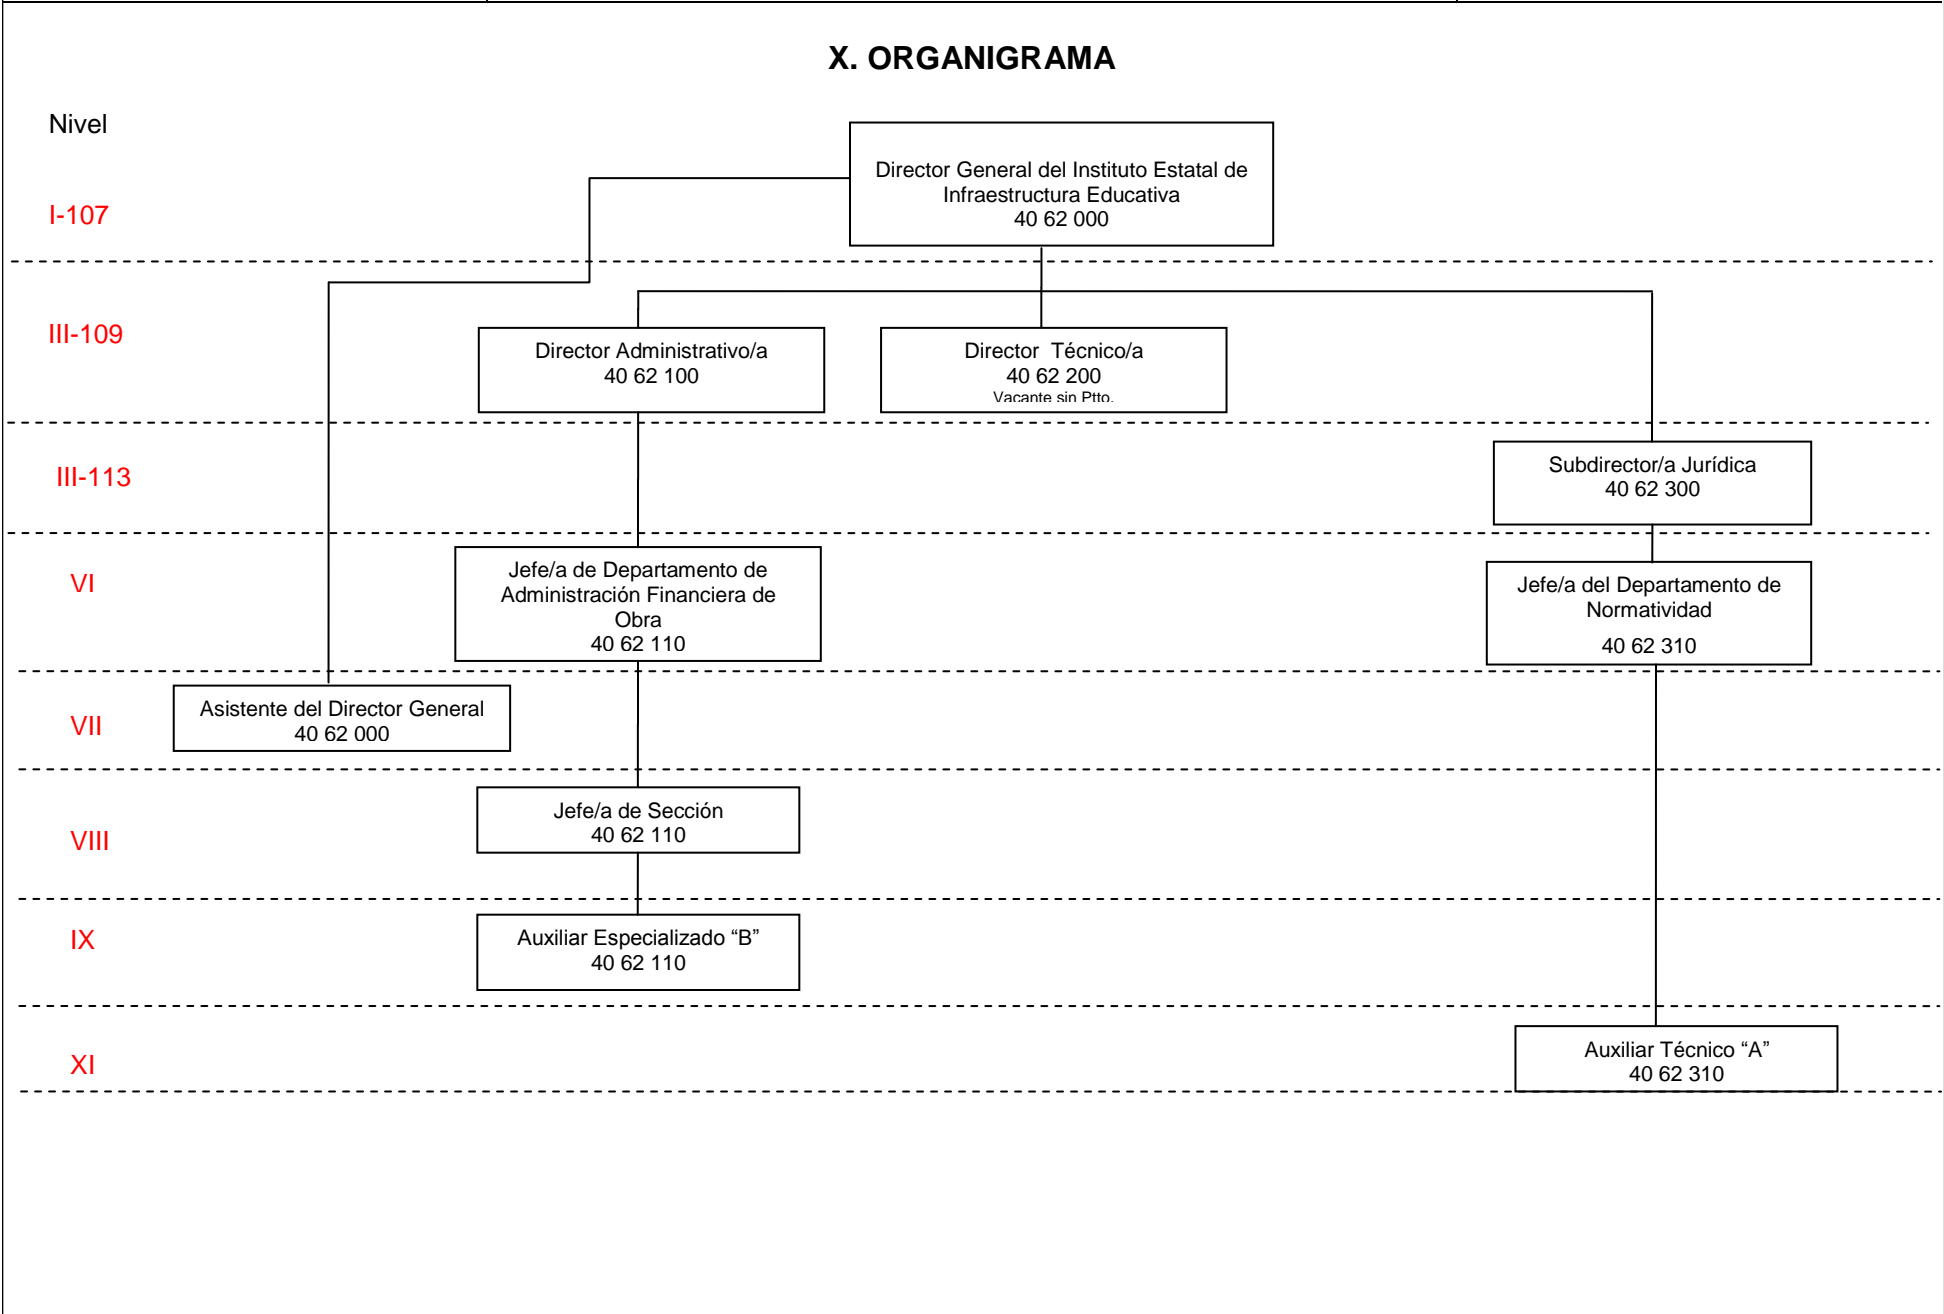 X. ORGANIGRAMA
Nivel
I-107
Director General del Instituto Estatal de
Infraestructura Educativa
40 62 000
III-109
Director Administrativo/a
40 62 100
Director  Técnico/a
40 62 200
Vacante sin Ptto.
III-113
Subdirector/a Jurídica
40 62 300
VI
Jefe/a de Departamento de
Administración Financiera de
Obra
40 62 110
Jefe/a del Departamento de
Normatividad
40 62 310
VII
Asistente del Director General
40 62 000
VIII
Jefe/a de Sección
40 62 110
IX
Auxiliar Especializado “B”
40 62 110
XI
Auxiliar Técnico “A”
40 62 310